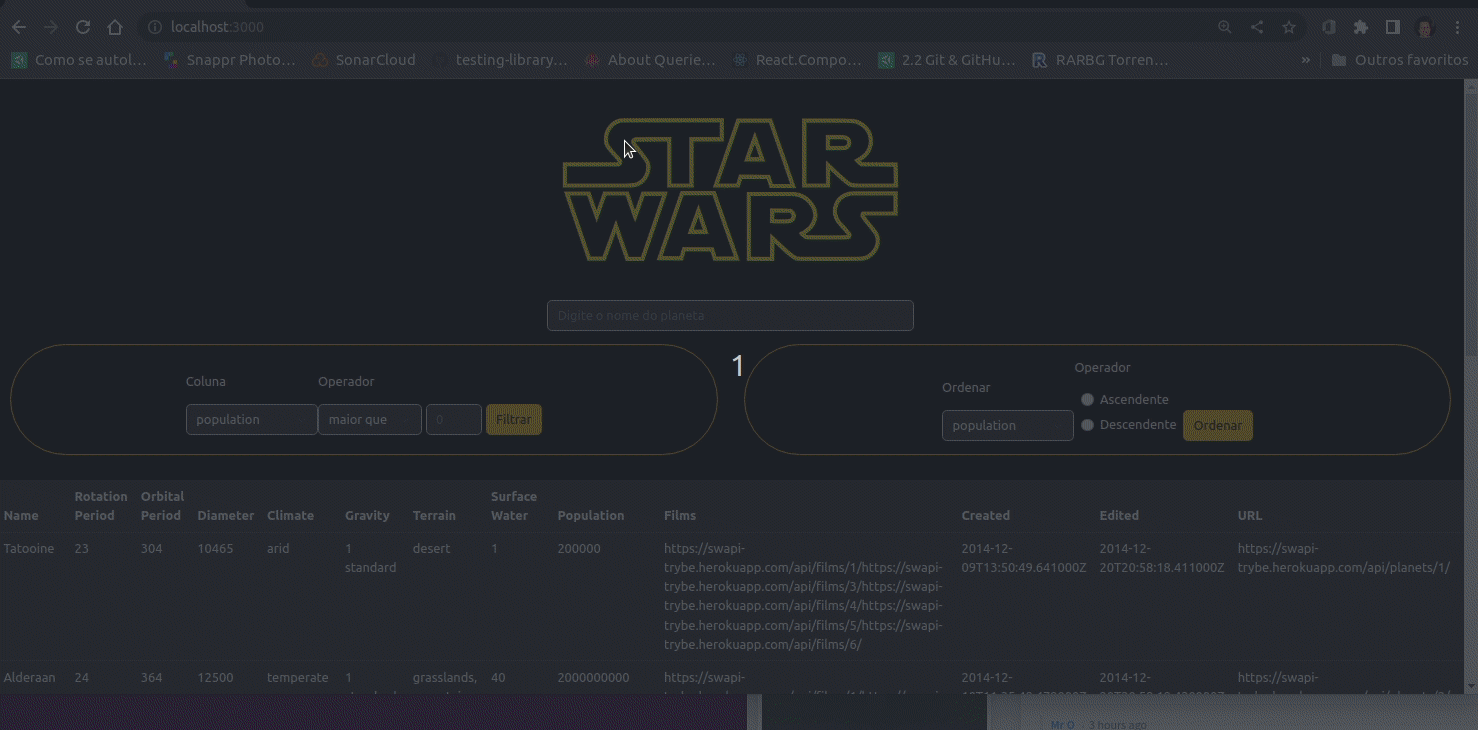 localhost:3000
Como se autol... Snappr Photo... SonarCloud testing-library... About Querie... React.Compo... 2.2 Git & GitHu... RARBG Torren... » Outros favoritos
STAR
WARS
Digite o nome do planeta
1
Coluna Operador
population maior que 0 Filtrar
Operador
Ordenar
Ascendente
population Descendente Ordenar
Name Rotation Period Orbital Period Diameter Climate Gravity Terrain Surface Water Population Films Created Edited URL
Tatooine 23 304 10465 arid 1 desert 1 200000 https://swapi- 2014-12- 2014-12- https://swapi-
standard trybe.herokuapp.com/api/films/1/https://swapi- 09T13:50:49.641000Z 20T20:58:18.411000Z trybe.herokuapp.com/api/planets/1/
trybe.herokuapp.com/api/films/3/https://swapi-
trybe.herokuapp.com/api/films/4/https://swapi-
trybe.herokuapp.com/api/films/5/https://swapi-
trybe.herokuapp.com/api/films/6/
Alderaan 24 364 12500 temperate 1 grasslands, 40 2000000000 https://swapi- 2014-12- 2014-12- https://swapi-
Mr O · 3 hours ago